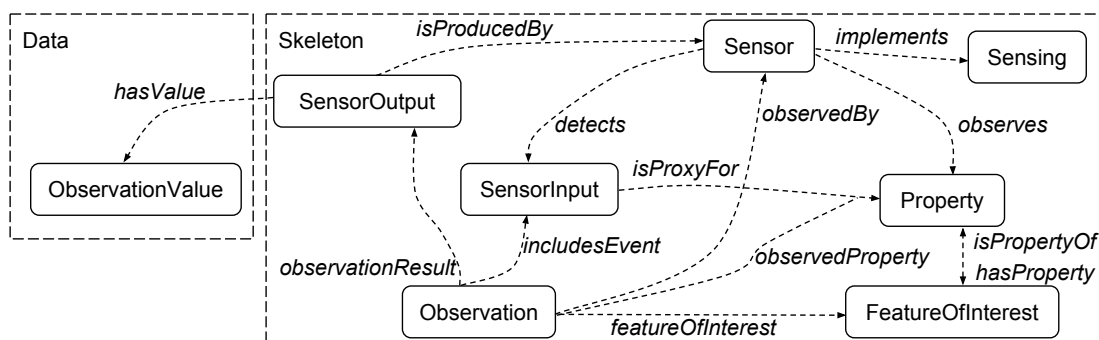 Data
Skeleton
isProducedBy
Sensor
implements
Sensing
hasValue
SensorOutput
detects
observedBy
observes
ObservationValue
SensorInput
isProxyFor
Property
observationResult
includesEvent
observedProperty
isPropertyOf
hasProperty
Observation
featureOfInterest
FeatureOfInterest